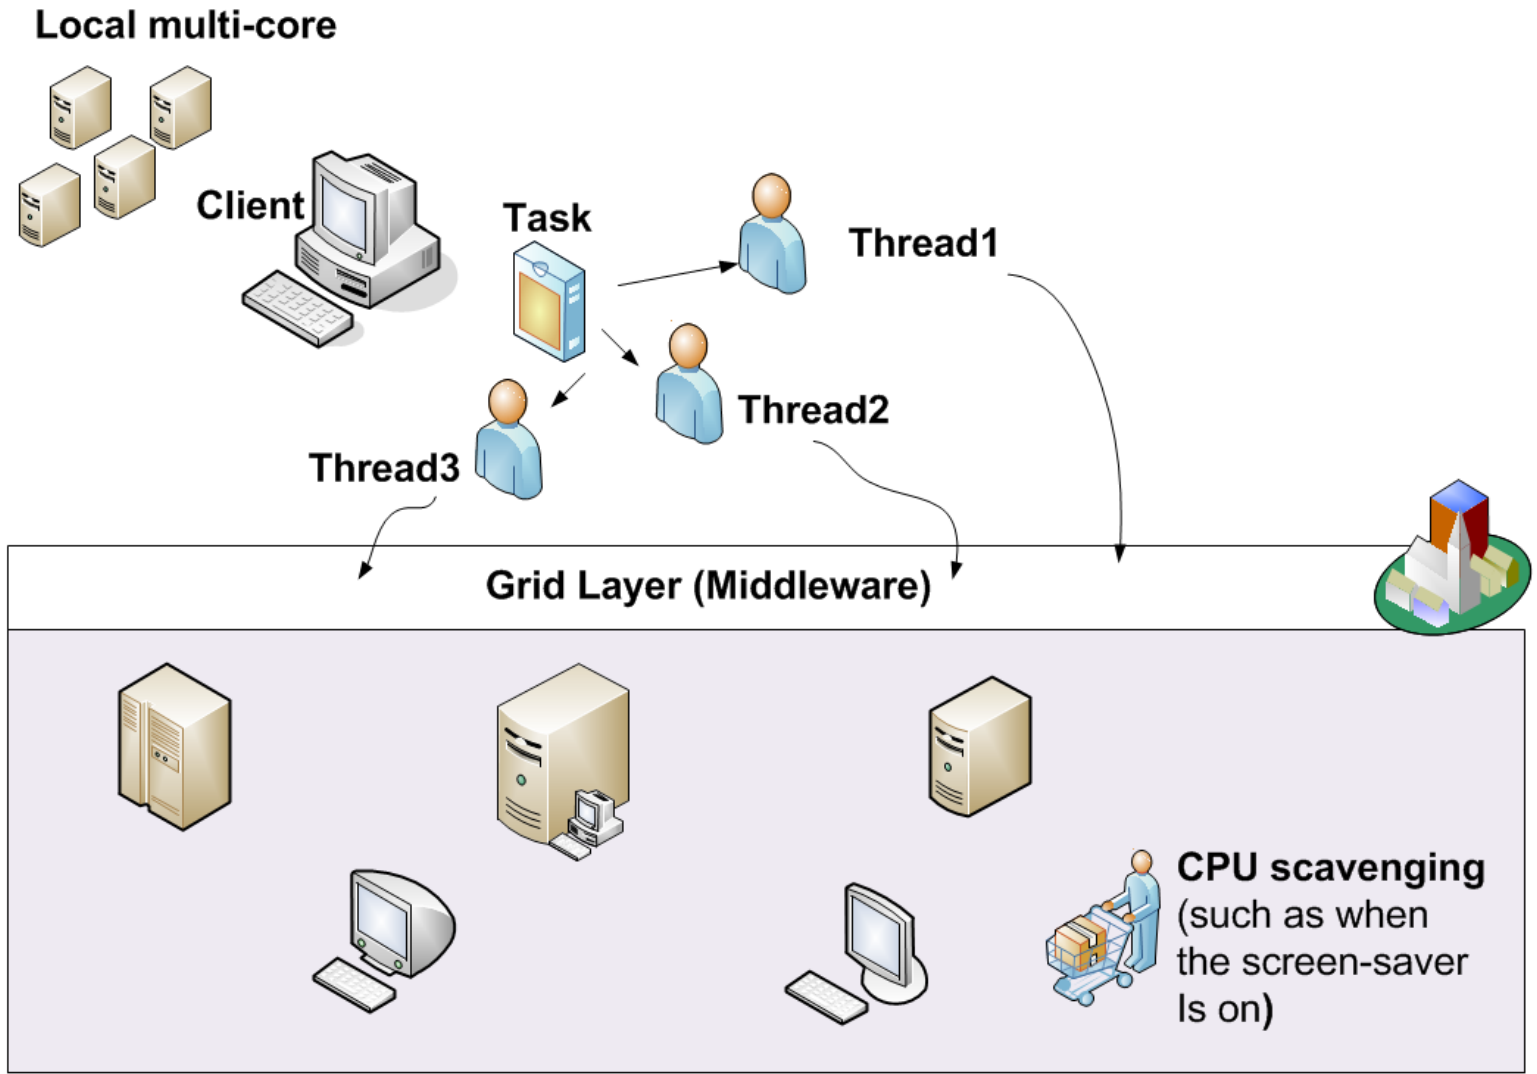 Local multi-core
Client
Task
Thread1
Thread2
Thread3
Grid Layer (Middleware)
CPU scavenging
(such as when
the screen-saver
Is on)